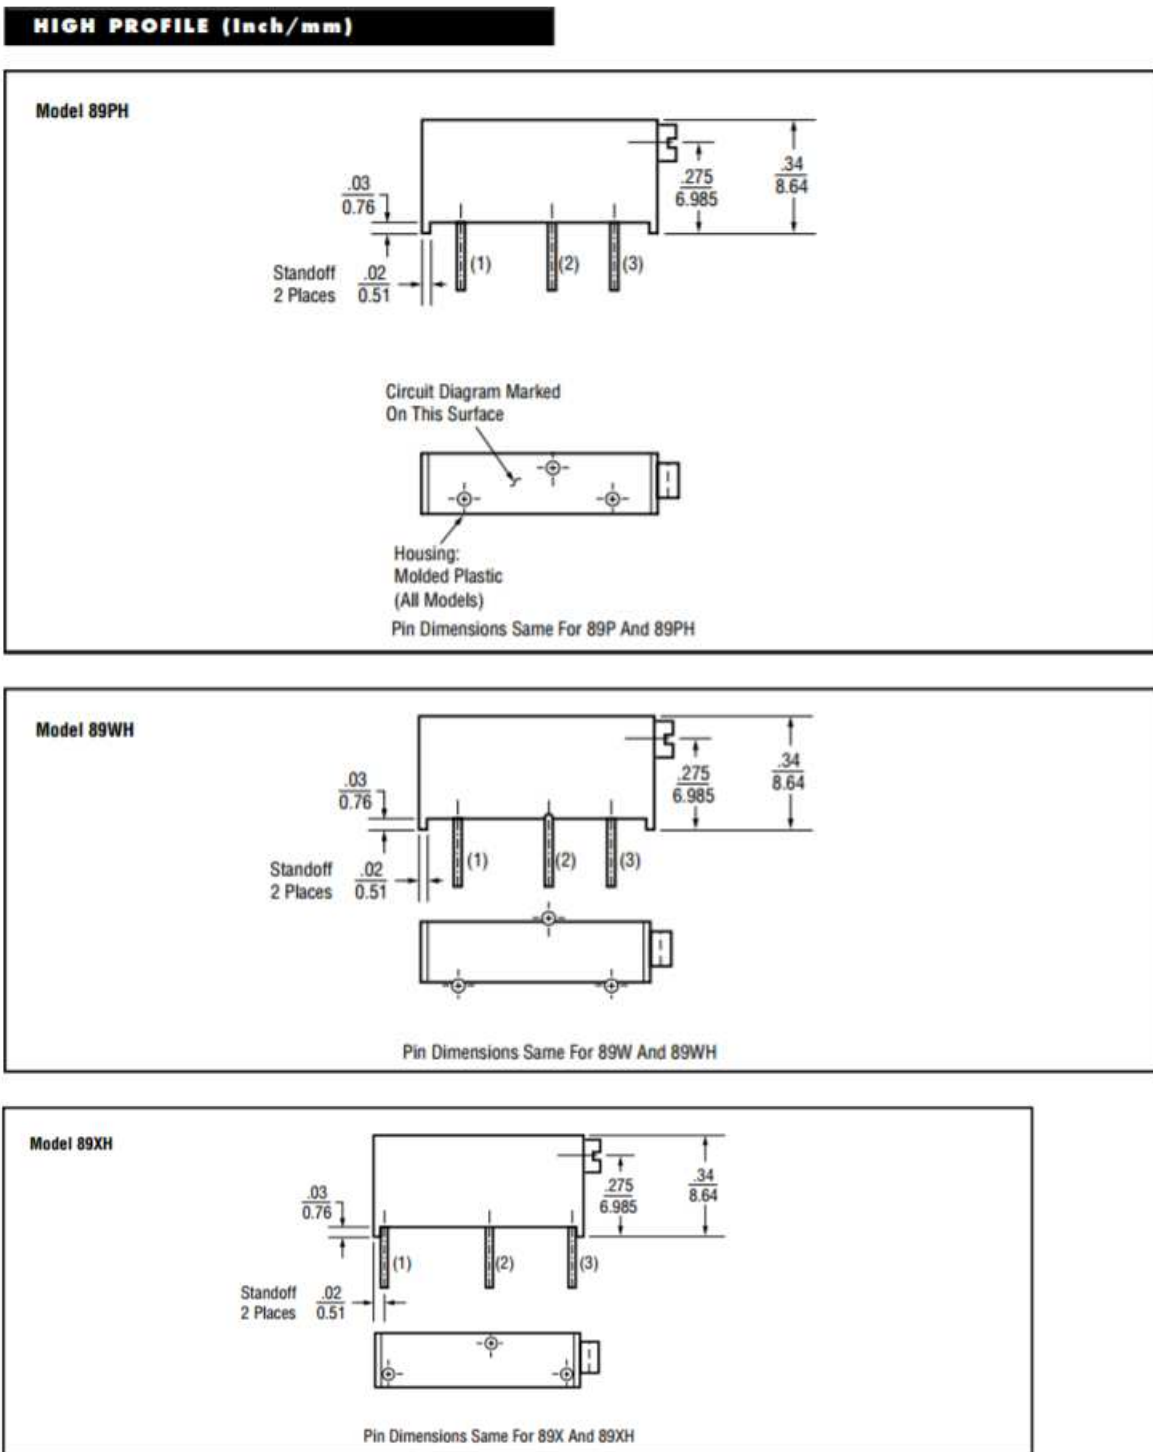 HIGH PROFILE (Inch/mm)
Model 89PH
.34
8.64
.275
6.985
.03
0.76
(1)
(2)
(3)
Standoff
2 Places
.02
0.51
Circuit Diagram Marked
On This Surface
Housing:
Molded Plastic
(All Models)
Pin Dimensions Same For 89P And 89PH
Model 89WH
.34
8.64
.275
6.985
.03
0.76
(1)
(2)
(3)
Standoff
2 Places
.02
0.51
Pin Dimensions Same For 89W And 89WH
Model 89XH
.34
8.64
.275
6.985
.03
0.76
(1)
(2)
(3)
Standoff
2 Places
.02
0.51
Pin Dimensions Same For 89X And 89XH